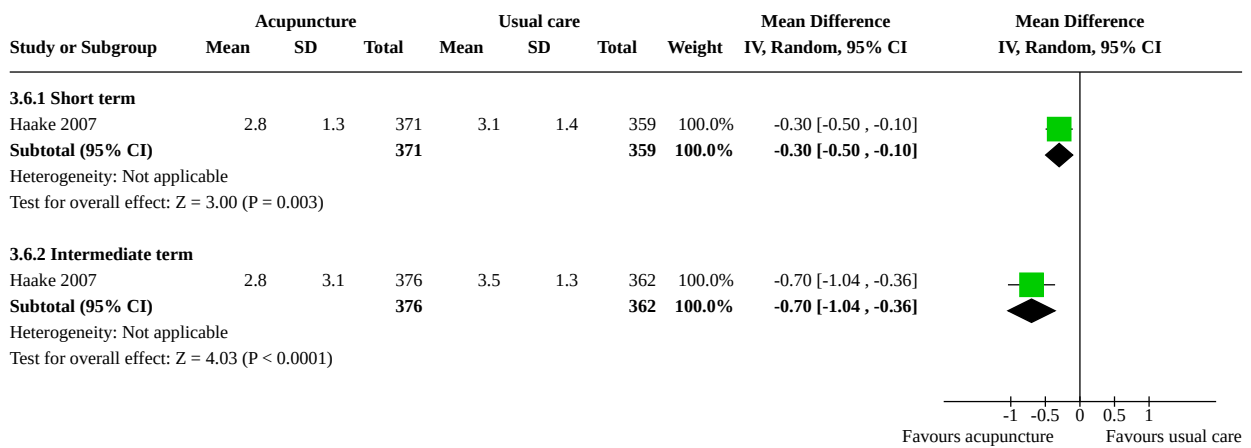 Acupuncture Usual care Mean Difference Mean Difference
Study or Subgroup Mean SD Total Mean SD Total Weight IV, Random, 95% CI IV, Random, 95% CI
3.6.1 Short term
Haake 2007 2.8 1.3 371 3.1 1.4 359 100.0% -0.30 [-0.50 , -0.10]
Subtotal (95% CI) 371 359 100.0% -0.30 [-0.50 , -0.10]
Heterogeneity: Not applicable
Test for overall effect: Z = 3.00 (P = 0.003)
3.6.2 Intermediate term
Haake 2007 2.8 3.1 376 3.5 1.3 362 100.0% -0.70 [-1.04 , -0.36]
Subtotal (95% CI) 376 362 100.0% -0.70 [-1.04 , -0.36]
Heterogeneity: Not applicable
Test for overall effect: Z = 4.03 (P < 0.0001)
-1 -0.5 0 0.5 1
Favours acupuncture Favours usual care